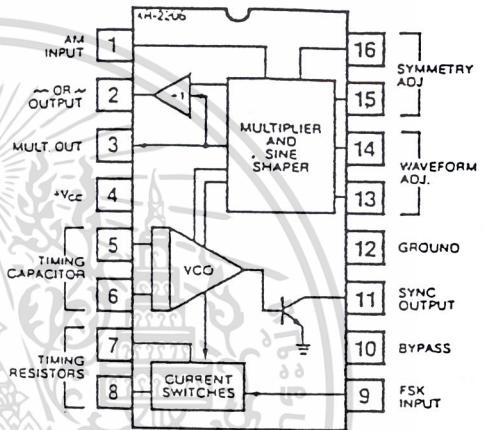 XR-2206
AM
INPUT
1
OR
OUTPUT
2
MULT. OUT
3
+VCC
4
TIMING
CAPACITOR
5
6
TIMING
RESISTORS
7
8
+1
MULTIPLIER
AND
SINE
SHAPER
VCO
CURRENT
SWITCHES
16
15
SYMMETRY
ADJ
14
13
WAVEFORM
ADJ.
12
GROUND
11
SYNC
OUTPUT
10
BYPASS
9
FSK
INPUT